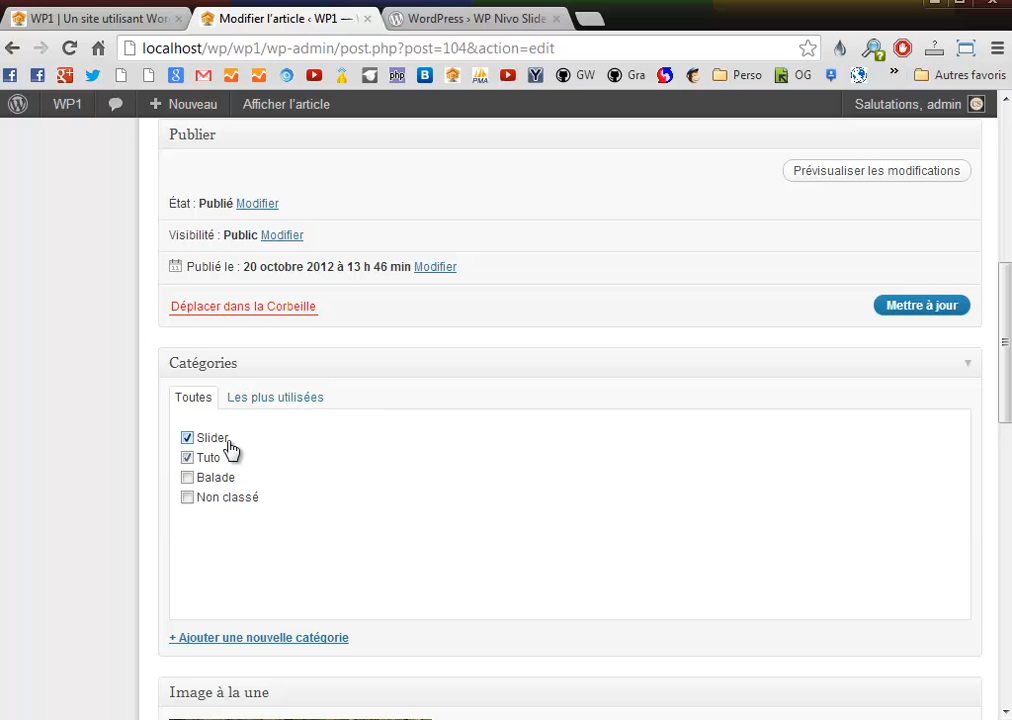 WP1 | Un site utilisant Wor
Modifier l'article ‹ WP1 —
WordPress › WP Nivo Slide
localhost/wp/wp1/wp-admin/post.php?post=104&action=edit
php
B
PMA
Y
GW
Gra
Perso
OG
»
Autres favoris
WP1
Nouveau
Afficher l'article
Salutations, admin
Publier
Prévisualiser les modifications
État : Publié Modifier
Visibilité : Public Modifier
Publié le : 20 octobre 2012 à 13 h 46 min Modifier
Déplacer dans la Corbeille
Mettre à jour
Catégories
Toutes
Les plus utilisées
Slider
Tuto
Balade
Non classé
+ Ajouter une nouvelle catégorie
Image à la une